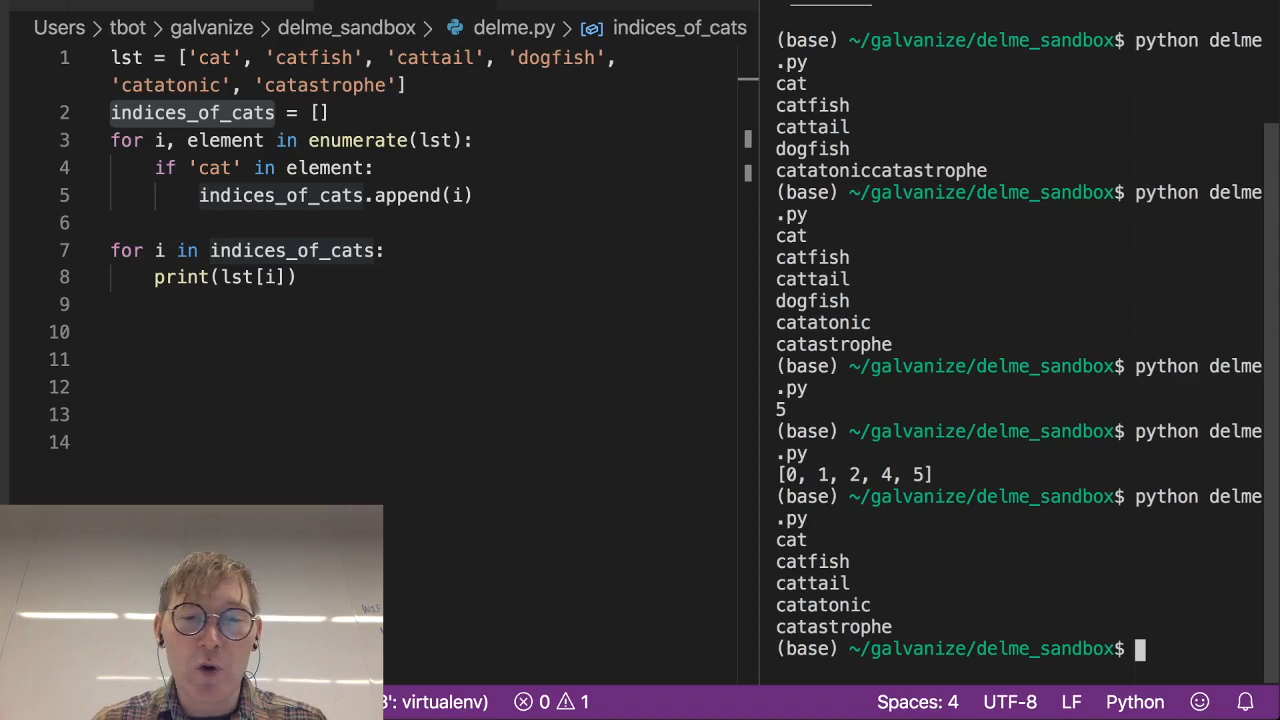 Users > tbot > galvanize > delme_sandbox > delme.py > indices_of_cats
1 lst = ['cat', 'catfish', 'cattail', 'dogfish',
'catatonic', 'catastrophe']
2 indices_of_cats = []
3 for i, element in enumerate(lst):
4 if 'cat' in element:
5 indices_of_cats.append(i)
6
7 for i in indices_of_cats:
8 print(lst[i])
9
10
11
12
13
14
(base) ~/galvanize/delme_sandbox$ python delme
.py
cat
catfish
cattail
dogfish
catatoniccatastrophe
(base) ~/galvanize/delme_sandbox$ python delme
.py
cat
catfish
cattail
dogfish
catatonic
catastrophe
(base) ~/galvanize/delme_sandbox$ python delme
.py
5
(base) ~/galvanize/delme_sandbox$ python delme
.py
[0, 1, 2, 4, 5]
(base) ~/galvanize/delme_sandbox$ python delme
.py
cat
catfish
cattail
catatonic
catastrophe
(base) ~/galvanize/delme_sandbox$
': virtualenv) 0 1 Spaces: 4 UTF-8 LF Python